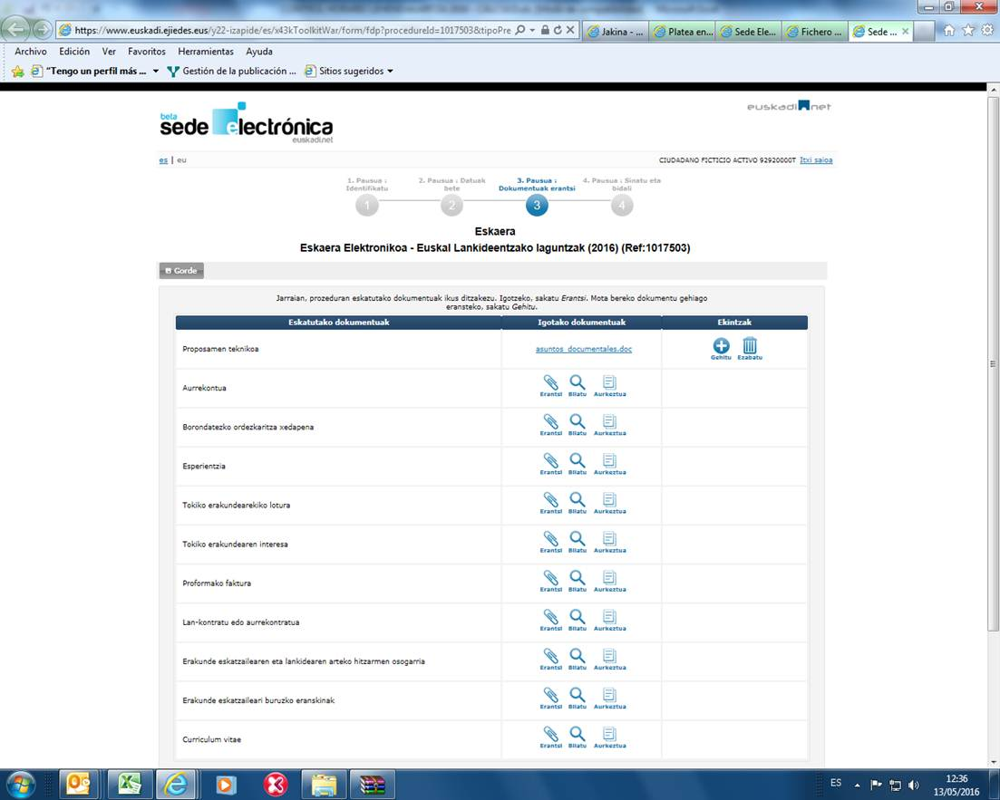 https://www.euskadi.ejiedes.eus/y22-izapide/es/x43kToolkitWar/form/fdp?procedureId=1017503&tipoPre
Jakina - ...
Platea en...
Sede Ele...
Fichero ...
Sede ...
Archivo Edición Ver Favoritos Herramientas Ayuda
"Tengo un perfil más ...
Gestión de la publicación ...
Sitios sugeridos
beta
sede electrónica
euskadi.net
euskadi.net
es | eu
CIUDADANO FICTICIO ACTIVO 92920000T Itxi saioa
1. Pausua : Identifikatu
2. Pausua : Datuak bete
3. Pausua : Dokumentuak erantsi
4. Pausua : Sinatu eta bidali
1 2 3 4
Eskaera
Eskaera Elektronikoa - Euskal Lankideentzako laguntzak (2016) (Ref:1017503)
Gorde
Jarraian, prozeduran eskatutako dokumentuak ikus ditzakezu. Igotzeko, sakatu Erantsi. Mota bereko dokumentu gehiago
eransteko, sakatu Gehitu.
Eskatutako dokumentuak Igotako dokumentuak Ekintzak
Proposamen teknikoa asuntos_documentales.doc Gehitu Ezabatu
Aurrekontua Erantsi Bilatu Aurkeztua
Borondatezko ordezkaritza xedapena Erantsi Bilatu Aurkeztua
Esperientzia Erantsi Bilatu Aurkeztua
Tokiko erakundearekiko lotura Erantsi Bilatu Aurkeztua
Tokiko erakundearen interesa Erantsi Bilatu Aurkeztua
Proformako faktura Erantsi Bilatu Aurkeztua
Lan-kontratu edo aurrekontratua Erantsi Bilatu Aurkeztua
Erakunde eskatzailearen eta lankidearen arteko hitzarmen osogarria Erantsi Bilatu Aurkeztua
Erakunde eskatzaileari buruzko eranskinak Erantsi Bilatu Aurkeztua
Curriculum vitae Erantsi Bilatu Aurkeztua
ES
12:36
13/05/2016